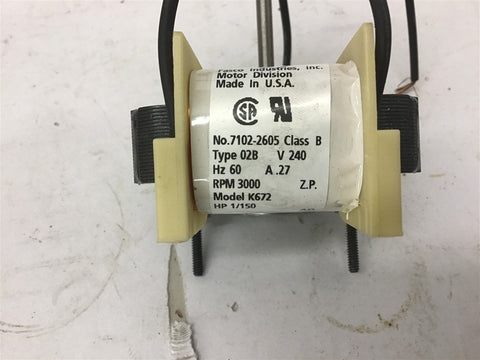 Fasco Industries, Inc.
Motor Division
Made In U.S.A.
SA
No.7102-2605 Class B
Type 02B V 240
Hz 60 A .27
RPM 3000 Z.P.
Model K672
HP 1/150